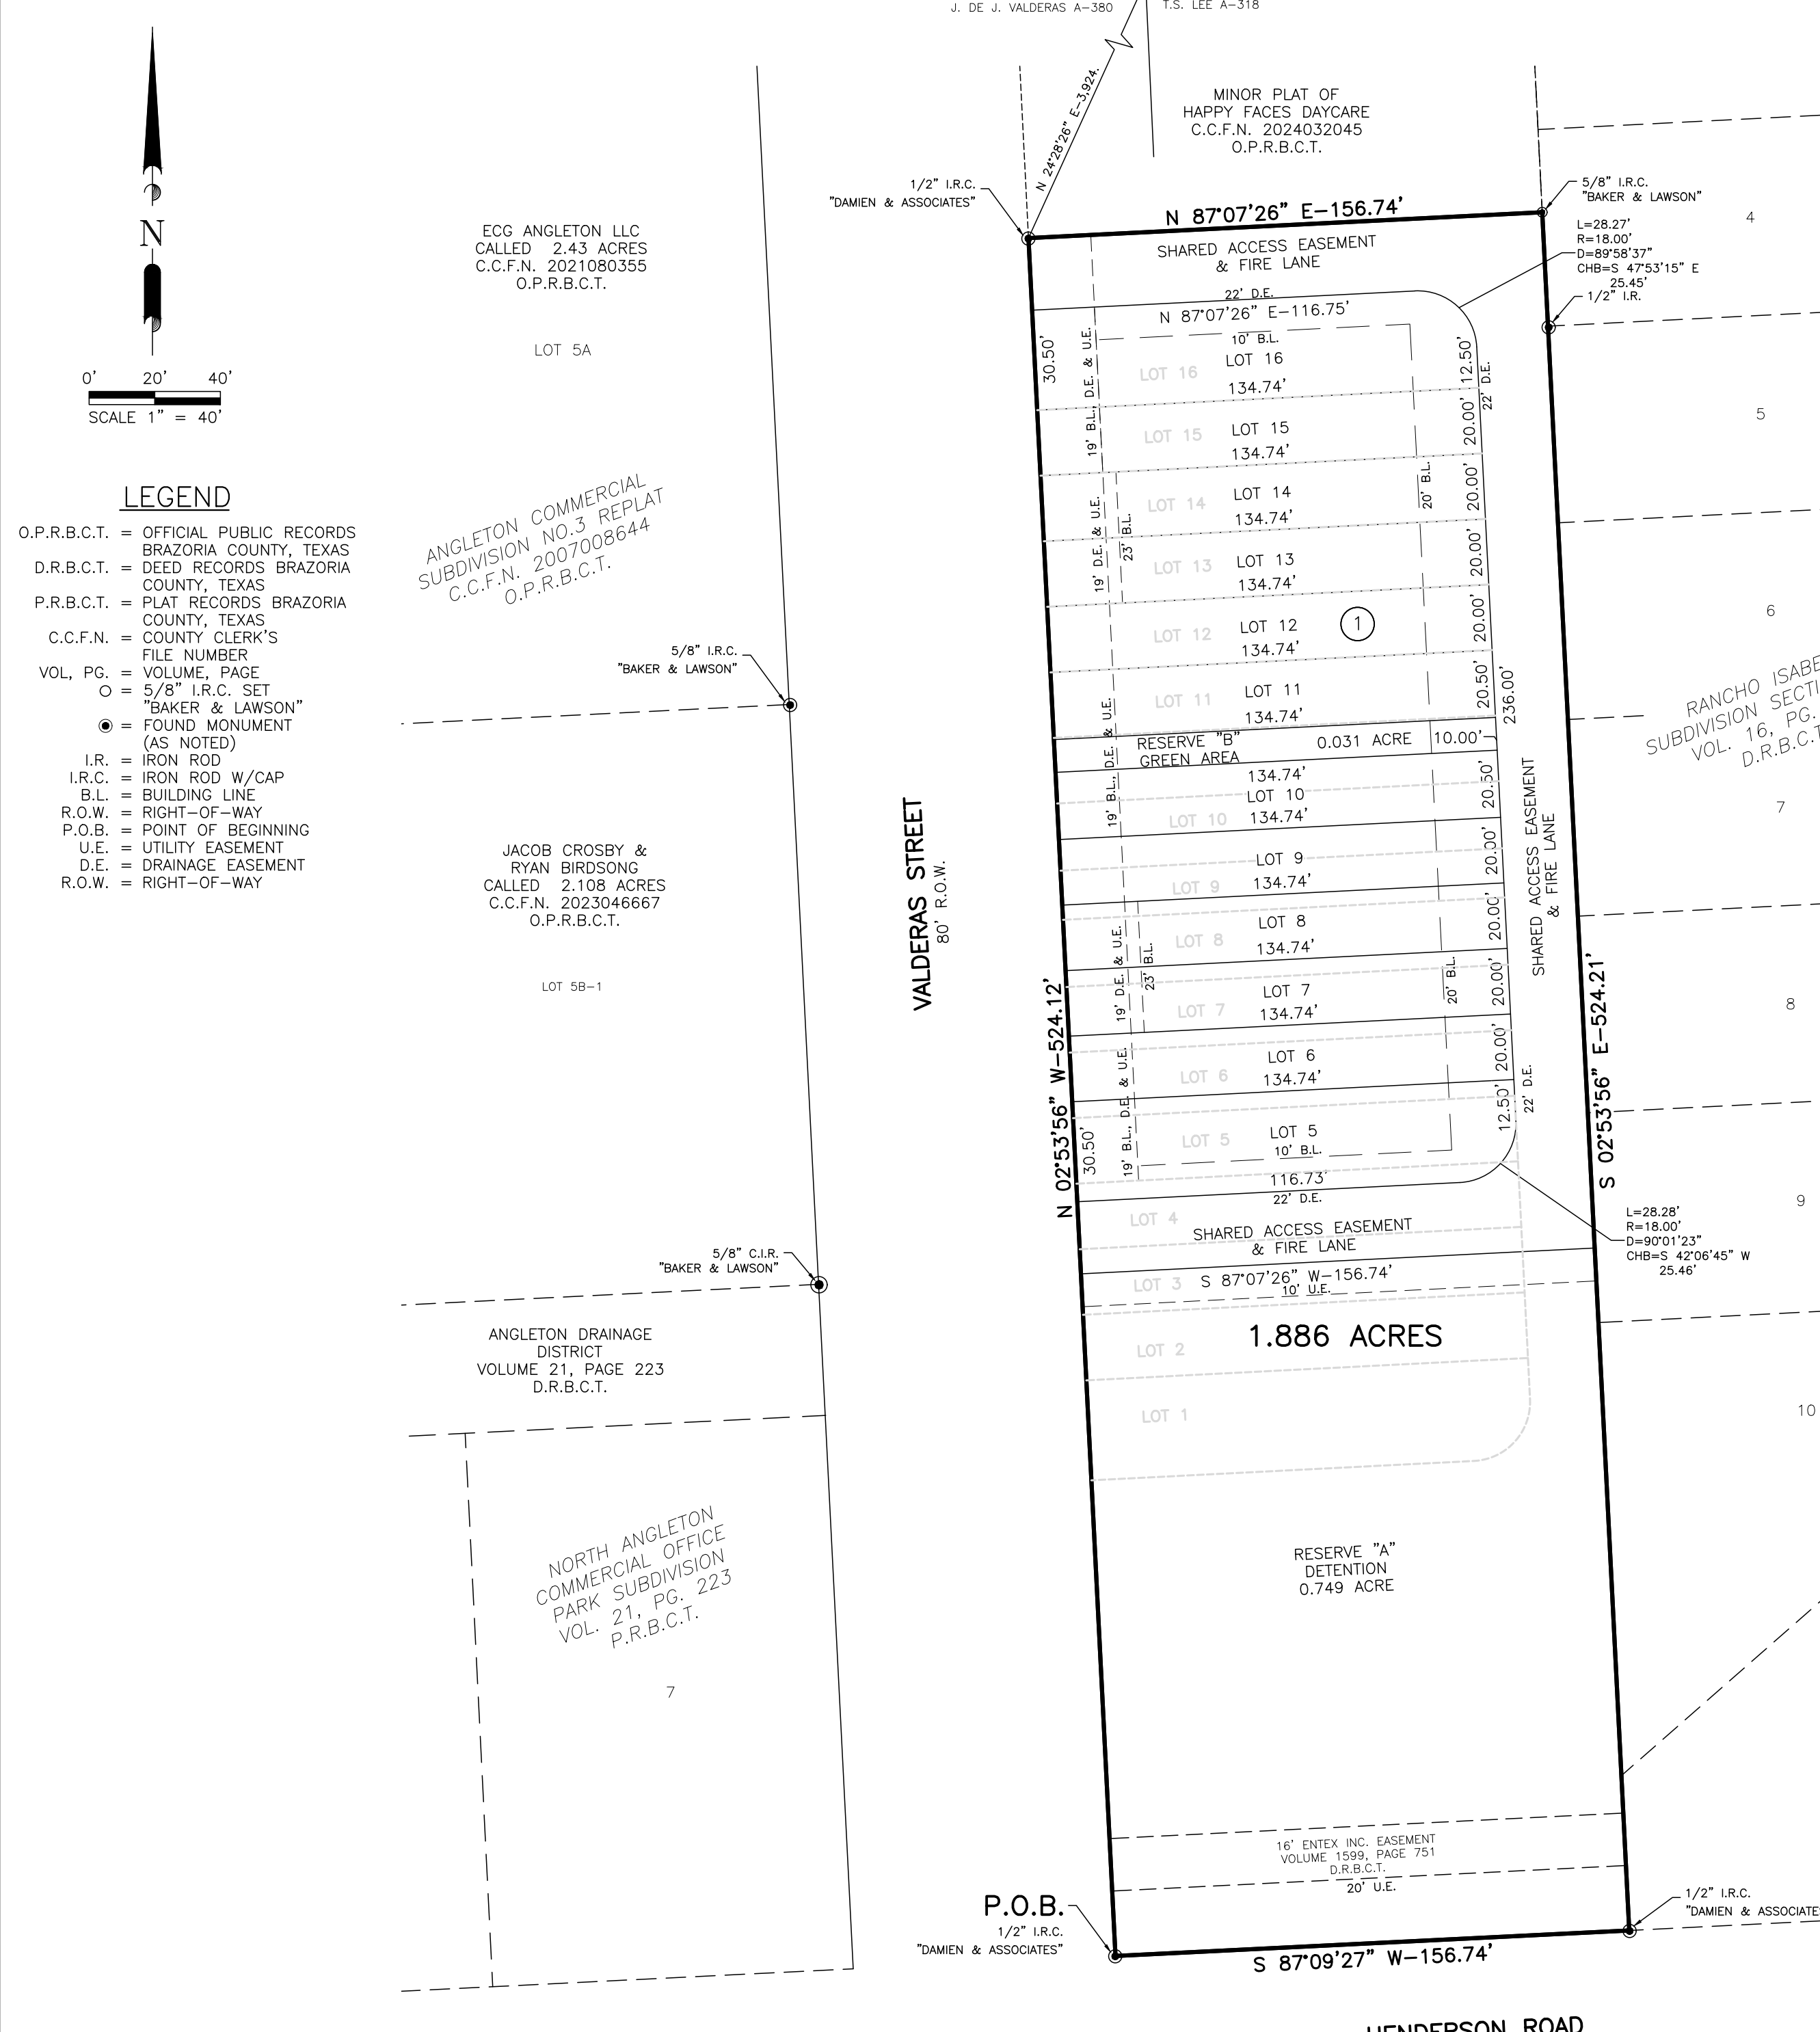 J. DE J. VALDERAS A-380
T.S. LEE A-318
N 24°28'26" E-3,924.
MINOR PLAT OF
HAPPY FACES DAYCARE
C.C.F.N. 2024032045
O.P.R.B.C.T.
1/2" I.R.C.
"DAMIEN & ASSOCIATES"
5/8" I.R.C.
"BAKER & LAWSON"
L=28.27'
R=18.00'
D=89°58'37"
CHB=S 47°53'15" E
25.45'
1/2" I.R.
N 87°07'26" E-156.74'
SHARED ACCESS EASEMENT
& FIRE LANE
22' D.E.
N 87°07'26" E-116.75'
10' B.L.
N
0' 20' 40'
SCALE 1" = 40'
LEGEND
O.P.R.B.C.T. = OFFICIAL PUBLIC RECORDS
BRAZORIA COUNTY, TEXAS
D.R.B.C.T. = DEED RECORDS BRAZORIA
COUNTY, TEXAS
P.R.B.C.T. = PLAT RECORDS BRAZORIA
COUNTY, TEXAS
C.C.F.N. = COUNTY CLERK'S
FILE NUMBER
VOL, PG. = VOLUME, PAGE
= 5/8" I.R.C. SET
"BAKER & LAWSON"
= FOUND MONUMENT
(AS NOTED)
I.R. = IRON ROD
I.R.C. = IRON ROD W/CAP
B.L. = BUILDING LINE
R.O.W. = RIGHT-OF-WAY
P.O.B. = POINT OF BEGINNING
U.E. = UTILITY EASEMENT
D.E. = DRAINAGE EASEMENT
R.O.W. = RIGHT-OF-WAY
ECG ANGLETON LLC
CALLED 2.43 ACRES
C.C.F.N. 2021080355
O.P.R.B.C.T.
LOT 5A
ANGLETON COMMERCIAL
SUBDIVISION NO.3 REPLAT
C.C.F.N. 2007008644
O.P.R.B.C.T.
5/8" I.R.C.
"BAKER & LAWSON"
JACOB CROSBY &
RYAN BIRDSONG
CALLED 2.108 ACRES
C.C.F.N. 2023046667
O.P.R.B.C.T.
LOT 5B-1
5/8" C.I.R.
"BAKER & LAWSON"
ANGLETON DRAINAGE
DISTRICT
VOLUME 21, PAGE 223
D.R.B.C.T.
NORTH ANGLETON
COMMERCIAL OFFICE
PARK SUBDIVISION
VOL. 21, PG. 223
P.R.B.C.T.
7
VALDERAS STREET
80' R.O.W.
N 02°53'56" W-524.12'
30.50'
19' B.L., D.E. & U.E.
LOT 16
LOT 16
134.74'
12.50'
22' D.E.
LOT 15
LOT 15
134.74'
20.00'
LOT 14
LOT 14
134.74'
20.00'
20' B.L.
19' D.E. & U.E.
23' B.L.
LOT 13
LOT 13
134.74'
20.00'
LOT 12
LOT 12
134.74'
20.00'
1
LOT 11
LOT 11
134.74'
20.50'
236.00'
19' B.L., D.E. & U.E.
RESERVE "B"
GREEN AREA
0.031 ACRE
10.00'
134.74'
LOT 10
LOT 10
134.74'
20.50'
LOT 9
LOT 9
134.74'
20.00'
LOT 8
LOT 8
134.74'
20.00'
19' D.E. & U.E.
23' B.L.
20' B.L.
LOT 7
LOT 7
134.74'
20.00'
LOT 6
LOT 6
134.74'
20.00'
19' B.L., D.E. & U.E.
30.50'
LOT 5
LOT 5
10' B.L.
12.50'
22' D.E.
116.73'
22' D.E.
SHARED ACCESS EASEMENT
& FIRE LANE
S 02°53'56" E-524.21'
LOT 4
SHARED ACCESS EASEMENT
& FIRE LANE
L=28.28'
R=18.00'
D=90°01'23"
CHB=S 42°06'45" W
25.46'
LOT 3
S 87°07'26" W-156.74'
10' U.E.
1.886 ACRES
LOT 2
LOT 1
RESERVE "A"
DETENTION
0.749 ACRE
16' ENTEX INC. EASEMENT
VOLUME 1599, PAGE 751
D.R.B.C.T.
20' U.E.
P.O.B.
1/2" I.R.C.
"DAMIEN & ASSOCIATES"
1/2" I.R.C.
"DAMIEN & ASSOCIATE
S 87°09'27" W-156.74'
HENDERSON ROAD
4
5
6
RANCHO ISABE
SUBDIVISION SECTI
VOL. 16, PG.
D.R.B.C.T
7
8
9
10